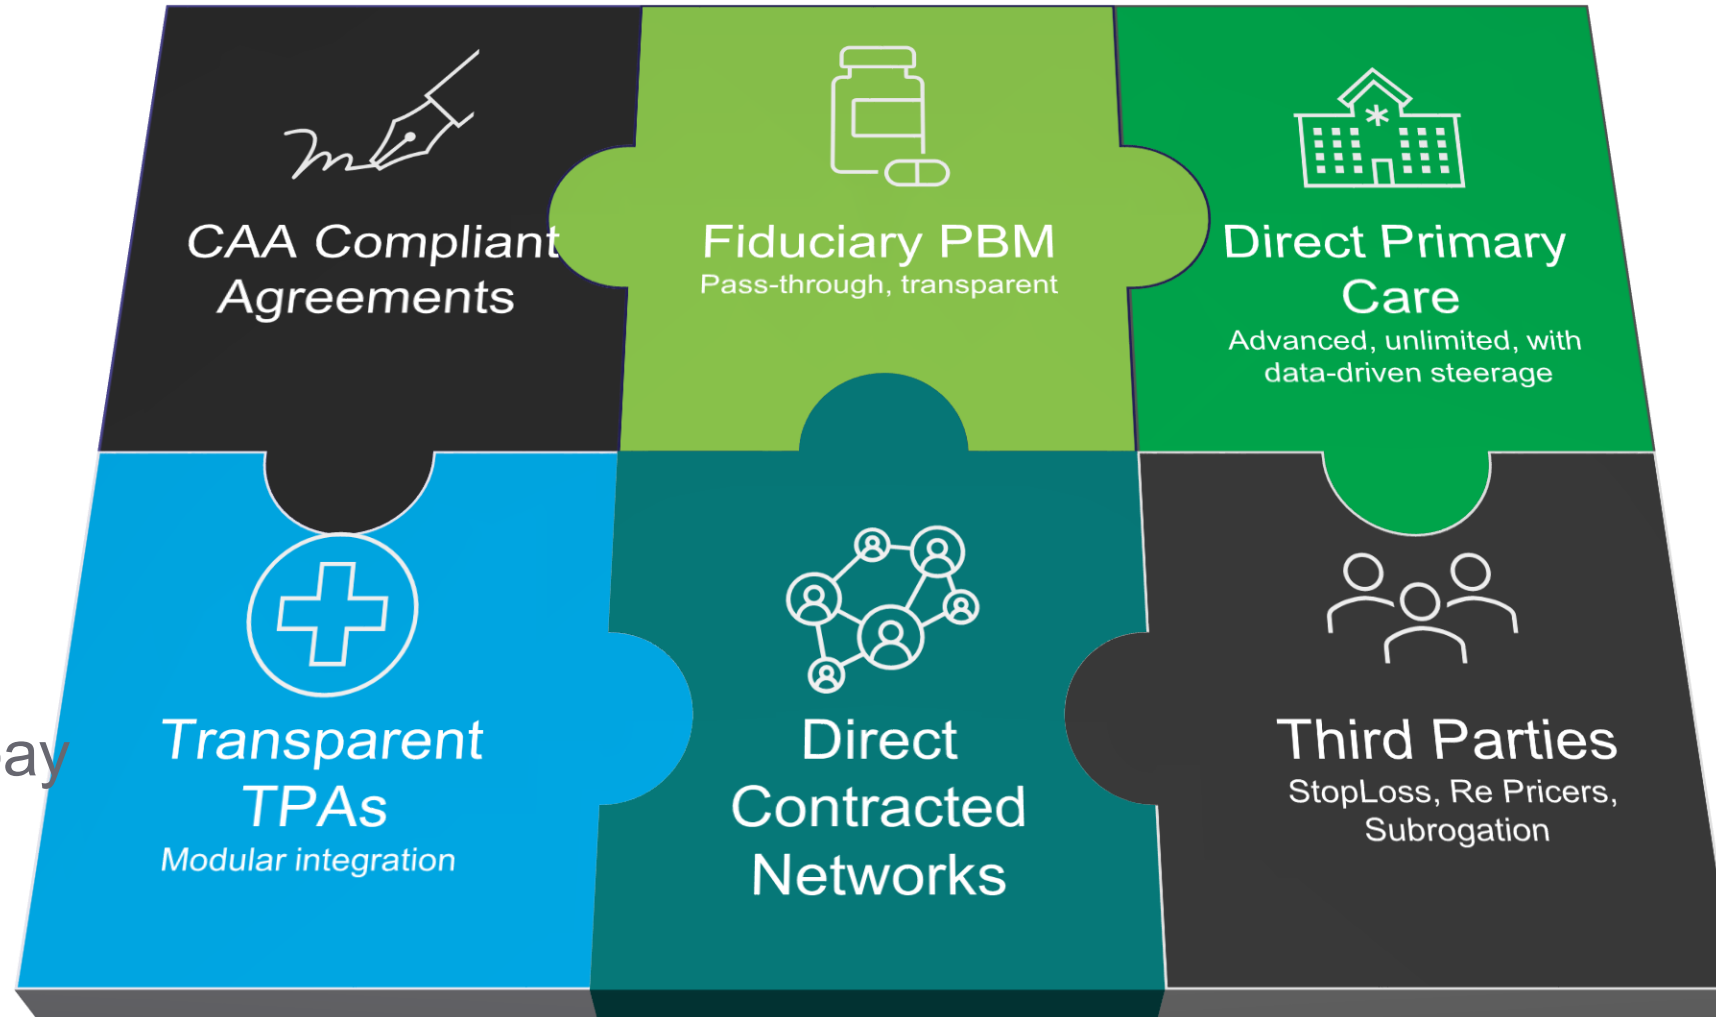 CAA Compliant
Agreements
Fiduciary PBM
Pass-through, transparent
Direct Primary
Care
Advanced, unlimited, with
data-driven steerage
Transparent
TPAs
Modular integration
Direct
Contracted
Networks
Third Parties
StopLoss, Re Pricers,
Subrogation